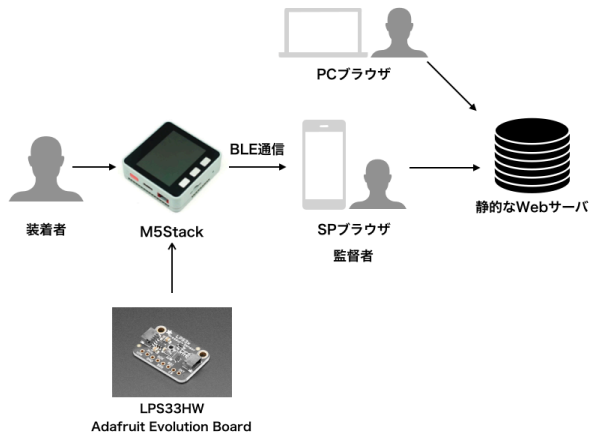 PCブラウザ
BLE通信
装着者
M5Stack
SPブラウザ
監督者
静的なWebサーバ
LPS33HW
Adafruit Evolution Board